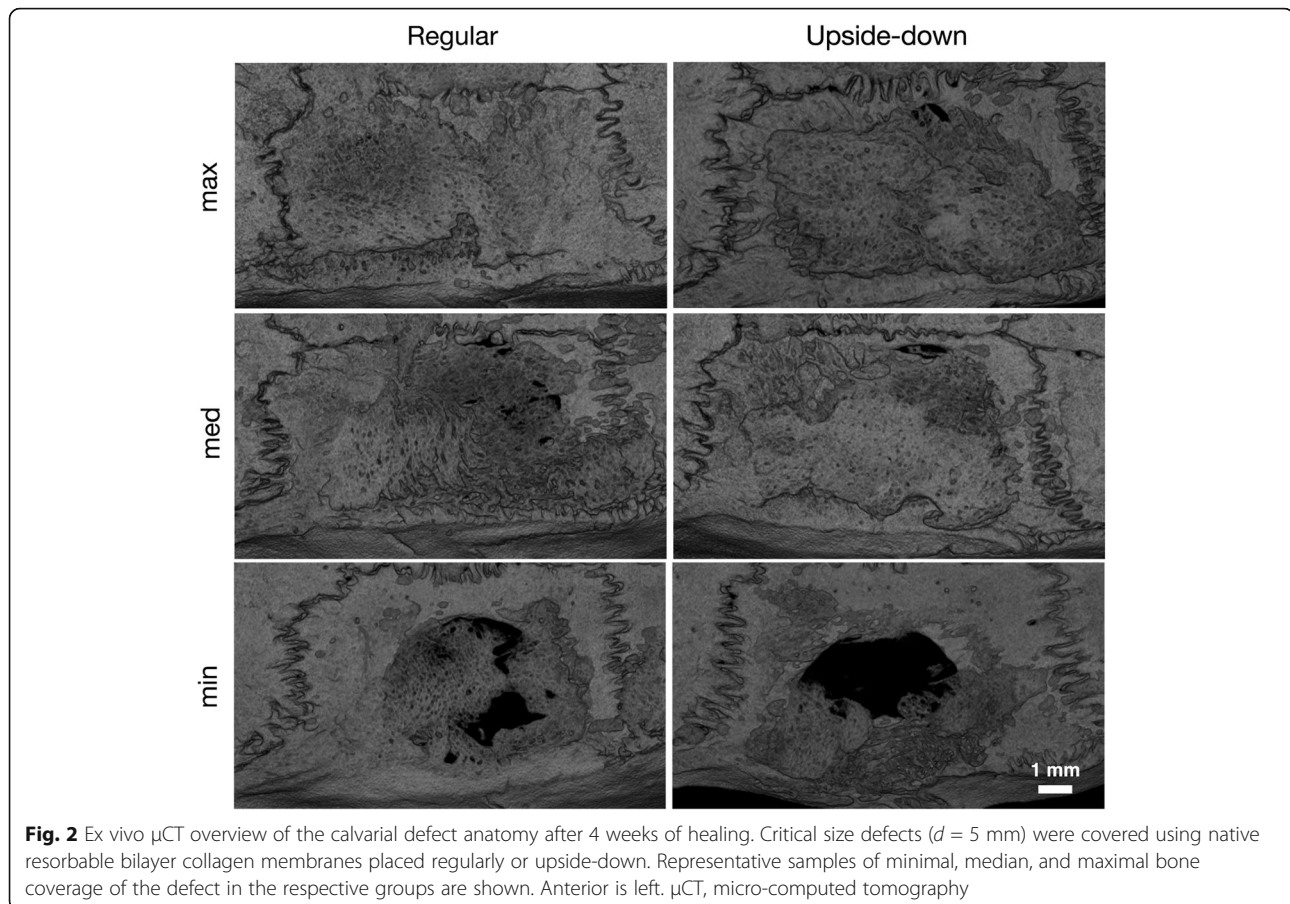 Regular
Upside-down
max
med
min
1 mm
Fig. 2 Ex vivo μCT overview of the calvarial defect anatomy after 4 weeks of healing. Critical size defects (d = 5 mm) were covered using native
resorbable bilayer collagen membranes placed regularly or upside-down. Representative samples of minimal, median, and maximal bone
coverage of the defect in the respective groups are shown. Anterior is left. μCT, micro-computed tomography